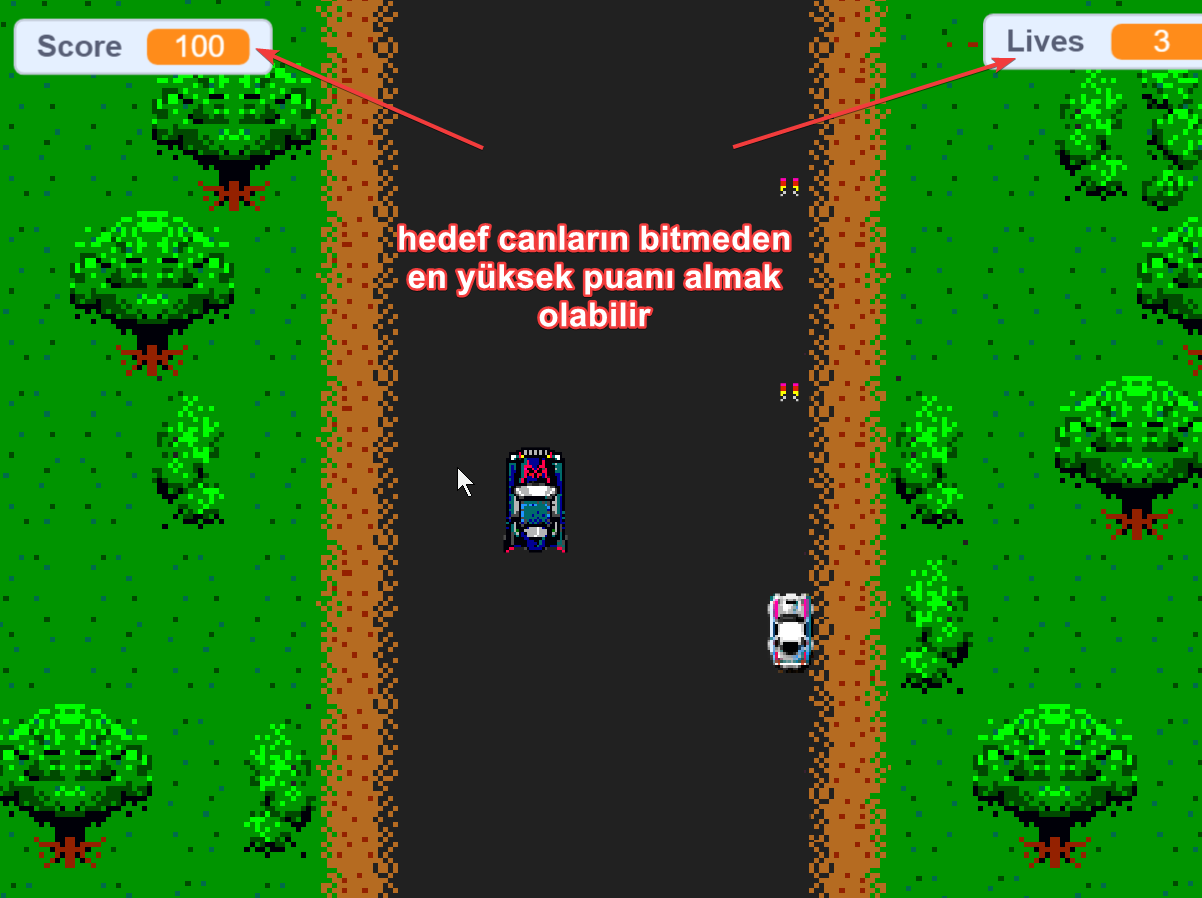 Score 100
Lives 3
hedef canların bitmeden
en yüksek puanı almak
olabilir